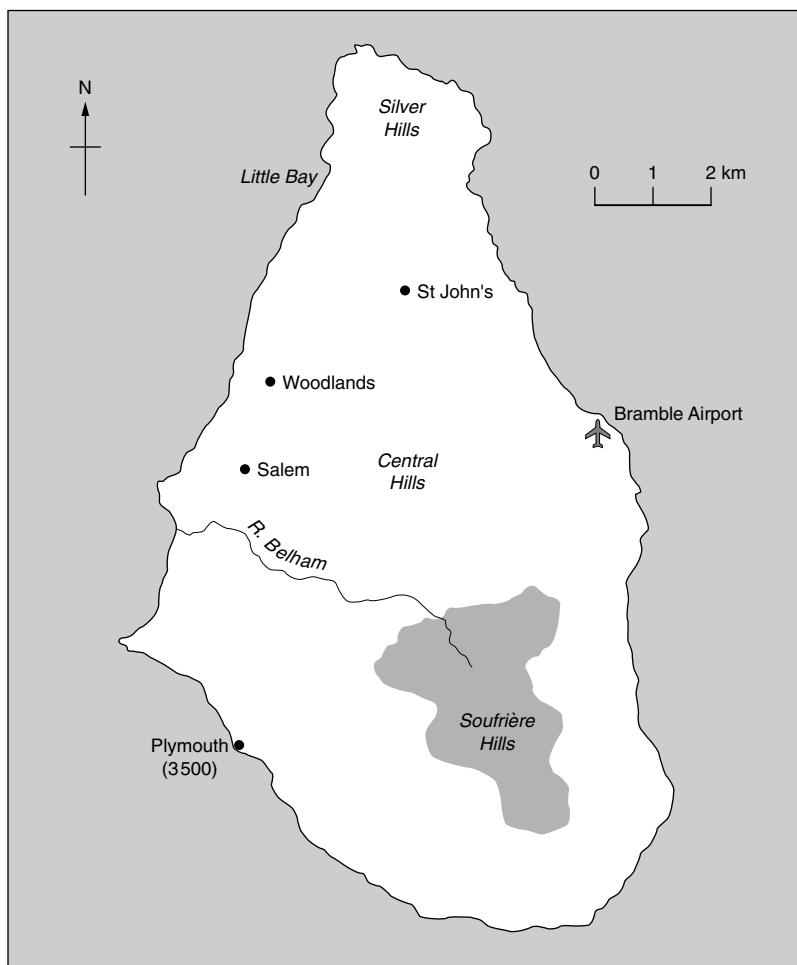 N
Silver
Hills
0 1 2 km
Little Bay
St John's
Woodlands
Bramble Airport
Salem
Central
Hills
R. Belham
Soufrière
Hills
Plymouth
(3500)